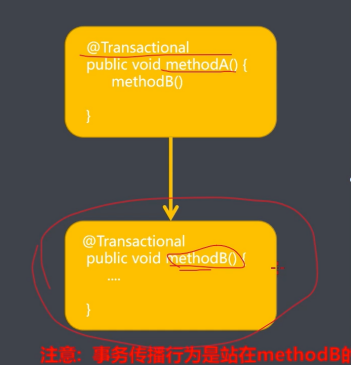 @Transactional
public void methodA() {
methodB()
}
@Transactional
public void methodB() {
....
}
注意: 事务传播行为是站在methodB的